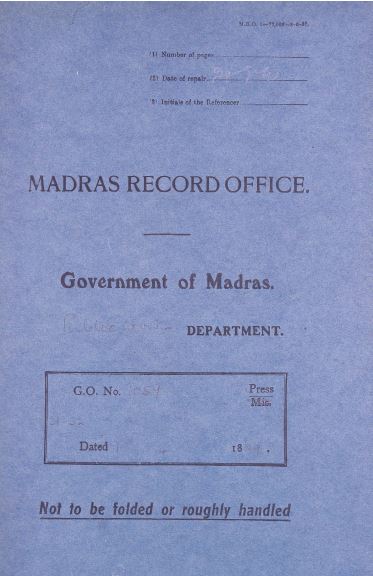 (1) Number of pages
(2) Date of repair
(3) Initials of the Referencer
MADRAS RECORD OFFICE.
Government of Madras.
DEPARTMENT.
G.O. No. Press
Mis.
Dated 18 .
Not to be folded or roughly handled